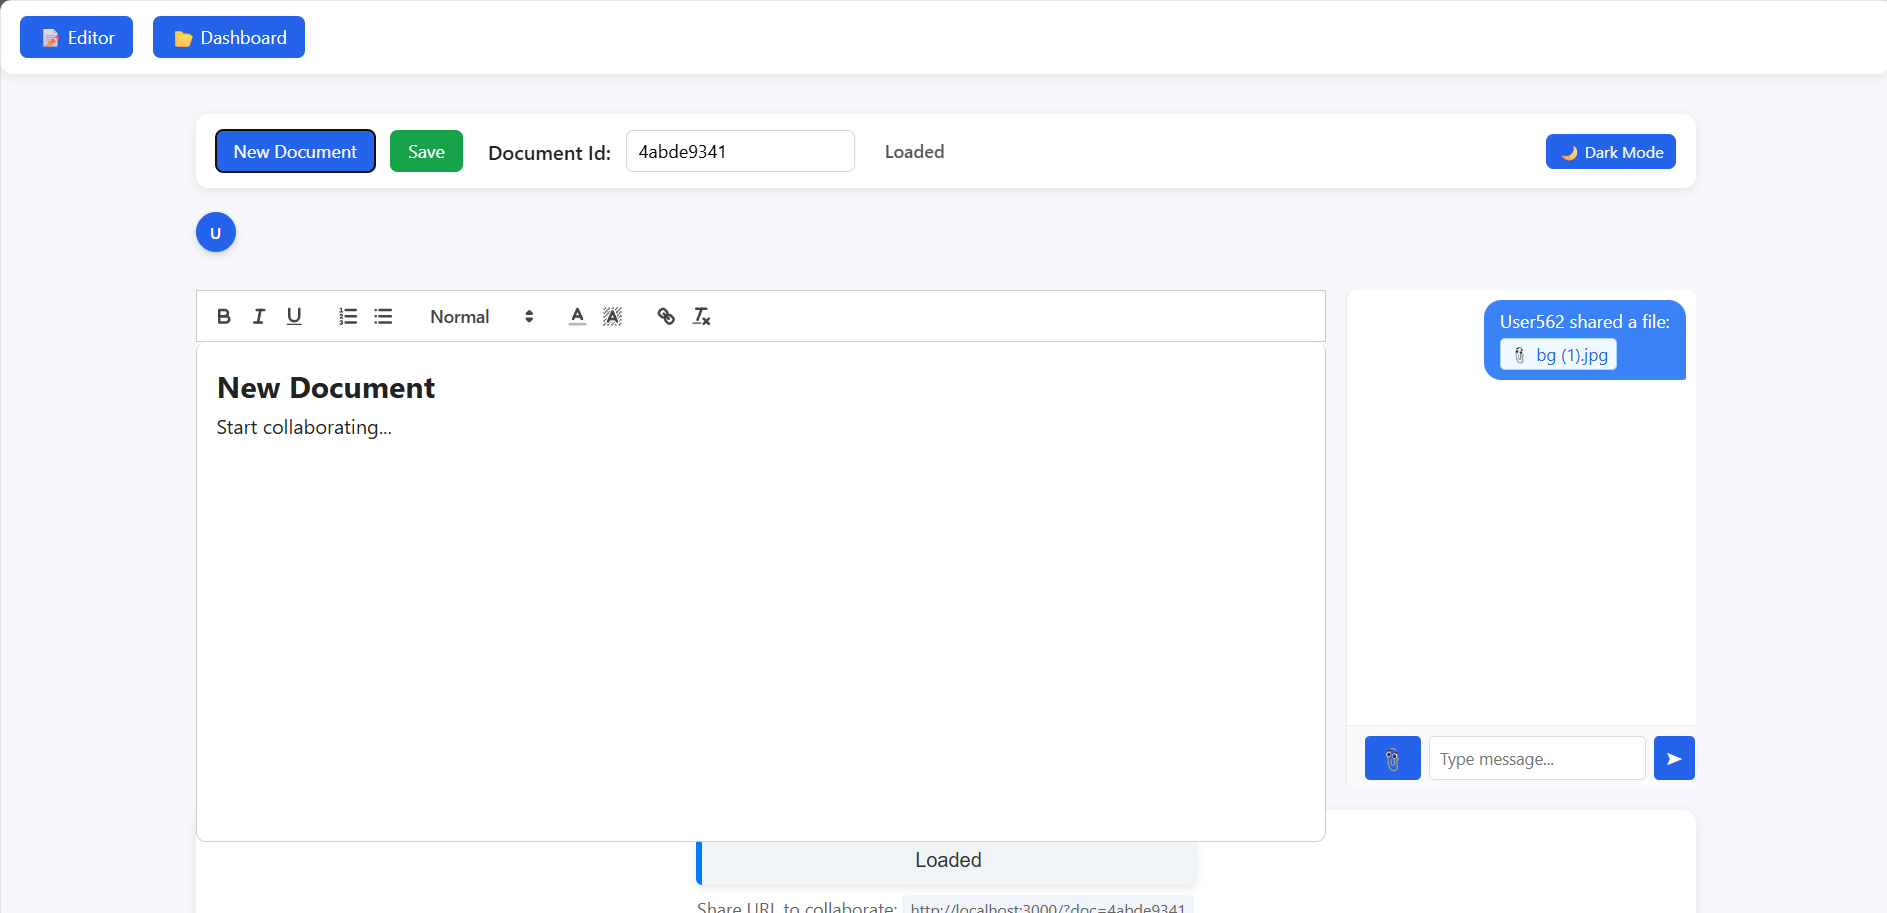 Editor
Dashboard
New Document
Save
Document Id:
4abde9341
Loaded
Dark Mode
U
B I U
Normal
New Document
Start collaborating...
User562 shared a file:
bg (1).jpg
Type message...
Loaded
Share URL to collaborate: http://localhost:3000/?doc=4abde9341